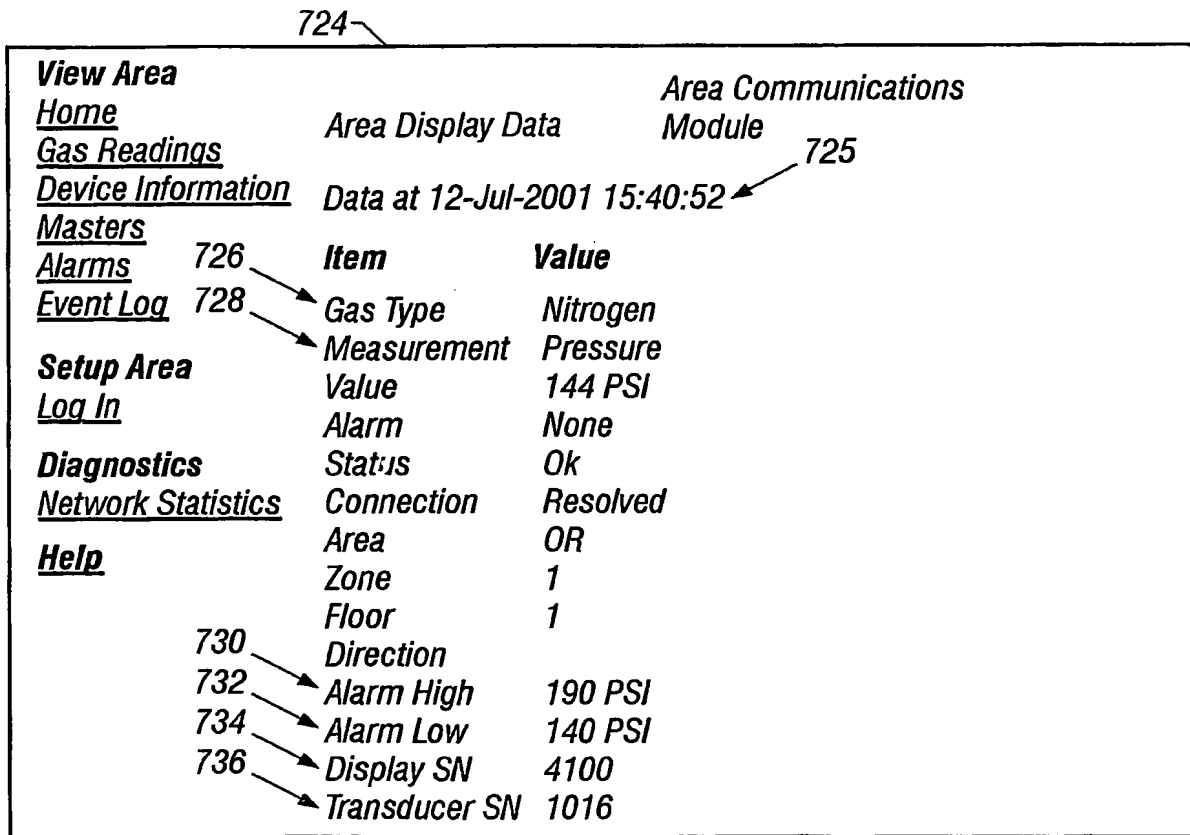 724
View Area
Home
Gas Readings
Device Information
Masters
Alarms
Event Log
Setup Area
Log In
Diagnostics
Network Statistics
Help
Area Display Data
Area Communications
Module
725
Data at 12-Jul-2001 15:40:52
Item Value
726 Gas Type Nitrogen
728 Measurement Pressure
Value 144 PSI
Alarm None
Status Ok
Connection Resolved
Area OR
Zone 1
Floor 1
Direction
730 Alarm High 190 PSI
732 Alarm Low 140 PSI
734 Display SN 4100
736 Transducer SN 1016